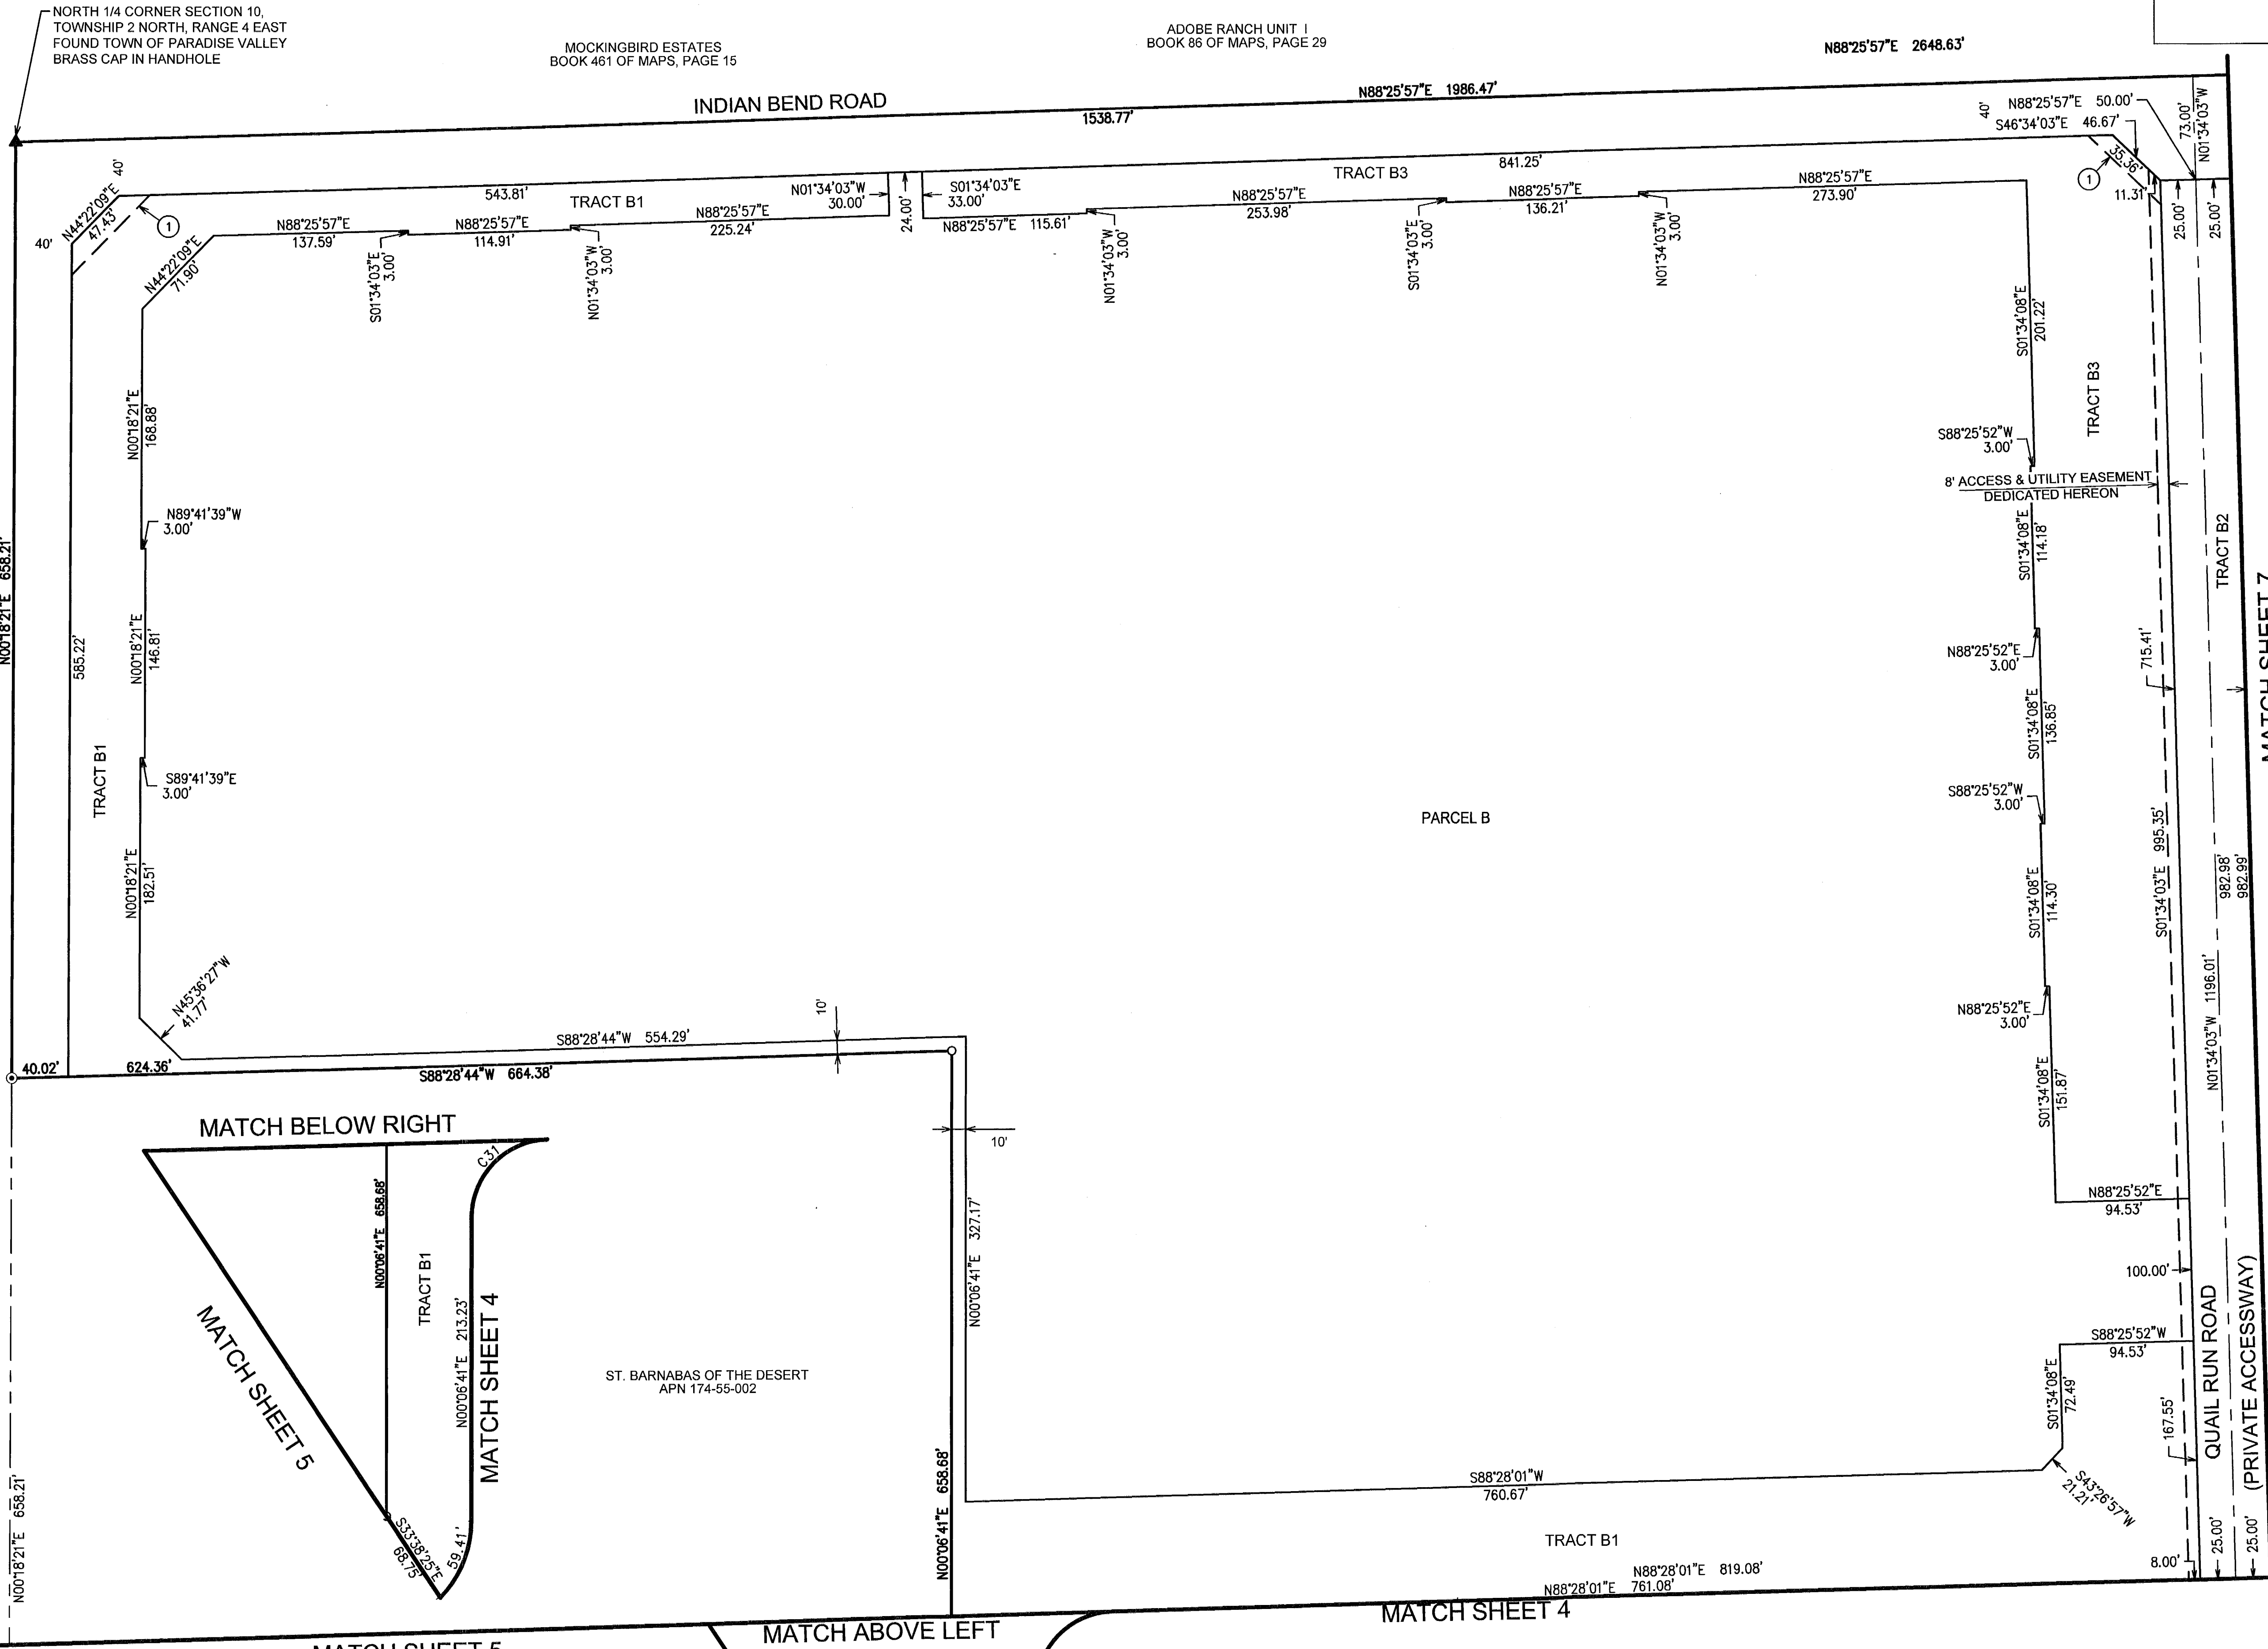 NORTH 1/4 CORNER SECTION 10,
TOWNSHIP 2 NORTH, RANGE 4 EAST
FOUND TOWN OF PARADISE VALLEY
BRASS CAP IN HANDHOLE
MOCKINGBIRD ESTATES
BOOK 461 OF MAPS, PAGE 15
ADOBE RANCH UNIT I
BOOK 86 OF MAPS, PAGE 29
N88°25'57"E 2648.63'
INDIAN BEND ROAD
N88°25'57"E 1986.47'
1538.77'
40'
N88°25'57"E 50.00'
S46°34'03"E 46.67'
73.00'
N01°34'03"W
35.36'
1
11.31'
25.00'
25.00'
40'
40'
N44°22'09"E
47.43'
1
543.81'
TRACT B1
N01°34'03"W
30.00'
24.00'
S01°34'03"E
33.00'
TRACT B3
841.25'
N44°22'09"E
71.90'
N88°25'57"E
137.59'
S01°34'03"E
3.00'
N88°25'57"E
114.91'
N01°34'03"W
3.00'
N88°25'57"E
225.24'
N88°25'57"E 115.61'
N01°34'03"W
3.00'
N88°25'57"E
253.98'
S01°34'03"E
3.00'
N88°25'57"E
136.21'
N01°34'03"W
3.00'
N88°25'57"E
273.90'
N00°18'21"E 658.21'
585.22'
TRACT B1
N00°18'21"E
168.88'
N89°41'39"W
3.00'
N00°18'21"E
146.81'
S89°41'39"E
3.00'
N00°18'21"E
182.51'
N45°36'27"W
41.77'
PARCEL B
S01°34'08"E
201.22'
TRACT B3
S88°25'52"W
3.00'
8' ACCESS & UTILITY EASEMENT
DEDICATED HEREON
S01°34'08"E
114.18'
N88°25'52"E
3.00'
S01°34'08"E
136.85'
S88°25'52"W
3.00'
S01°34'08"E
114.30'
N88°25'52"E
3.00'
S01°34'08"E
151.87'
N88°25'52"E
94.53'
TRACT B2
MATCH SHEET 7
715.41'
S01°34'03"E 995.35'
982.98'
982.99'
N01°34'03"W 1196.01'
100.00'
S88°25'52"W
94.53'
S01°34'08"E
72.49'
S43°26'57"W
21.21'
167.55'
QUAIL RUN ROAD
(PRIVATE ACCESSWAY)
8.00'
25.00'
25.00'
S88°28'44"W 554.29'
10'
40.02'
624.36'
S88°28'44"W 664.38'
10'
N00°06'41"E 327.17'
N00°06'41"E 658.68'
S88°28'01"W
760.67'
TRACT B1
N88°28'01"E 819.08'
N88°28'01"E 761.08'
MATCH SHEET 4
MATCH BELOW RIGHT
C31
N00°06'41"E 658.68'
TRACT B1
N00°06'41"E 213.23'
MATCH SHEET 4
MATCH SHEET 5
S33°38'25"E
68.75'
59.41'
ST. BARNABAS OF THE DESERT
APN 174-55-002
N00°18'21"E 658.21'
MATCH SHEET 5
MATCH ABOVE LEFT